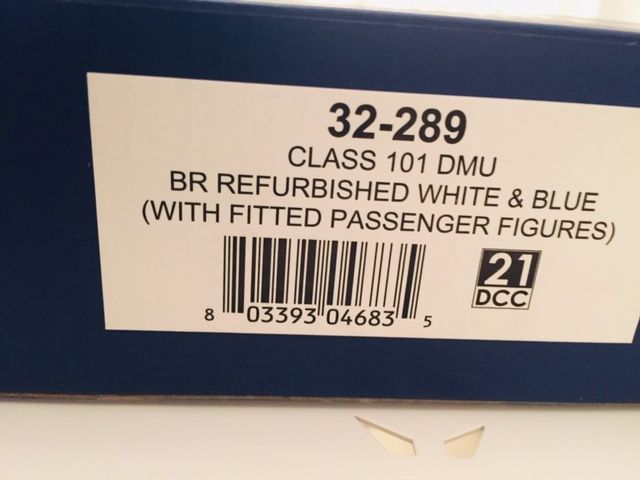 32-289
CLASS 101 DMU
BR REFURBISHED WHITE & BLUE
(WITH FITTED PASSENGER FIGURES)
21
DCC
8 03393 04683 5